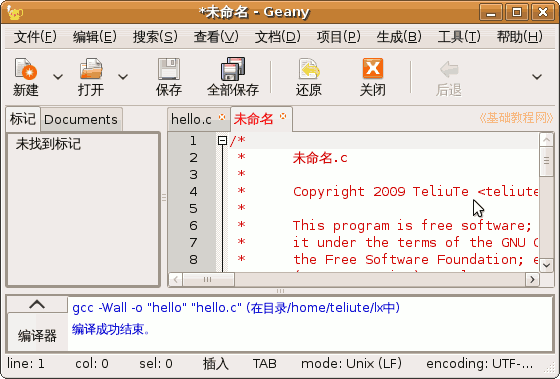 *未命名 - Geany
文件(F) 编辑(E) 搜索(S) 查看(V) 文档(D) 项目(P) 生成(B) 工具(T) 帮助(H)
新建 打开 保存 全部保存 还原 关闭 后退
标记 Documents hello.c 未命名 《基础教程网》
未找到标记
1 /*
2 * 未命名.c
3 *
4 * Copyright 2009 TeliuTe <teliute
5 *
6 * This program is free software;
7 * it under the terms of the GNU
8 * the Free Software Foundation;
gcc -Wall -o "hello" "hello.c" (在目录/home/teliute/lx中)
编译器 编译成功结束。
line: 1 col: 0 sel: 0 插入 TAB mode: Unix (LF) encoding: UTF-...